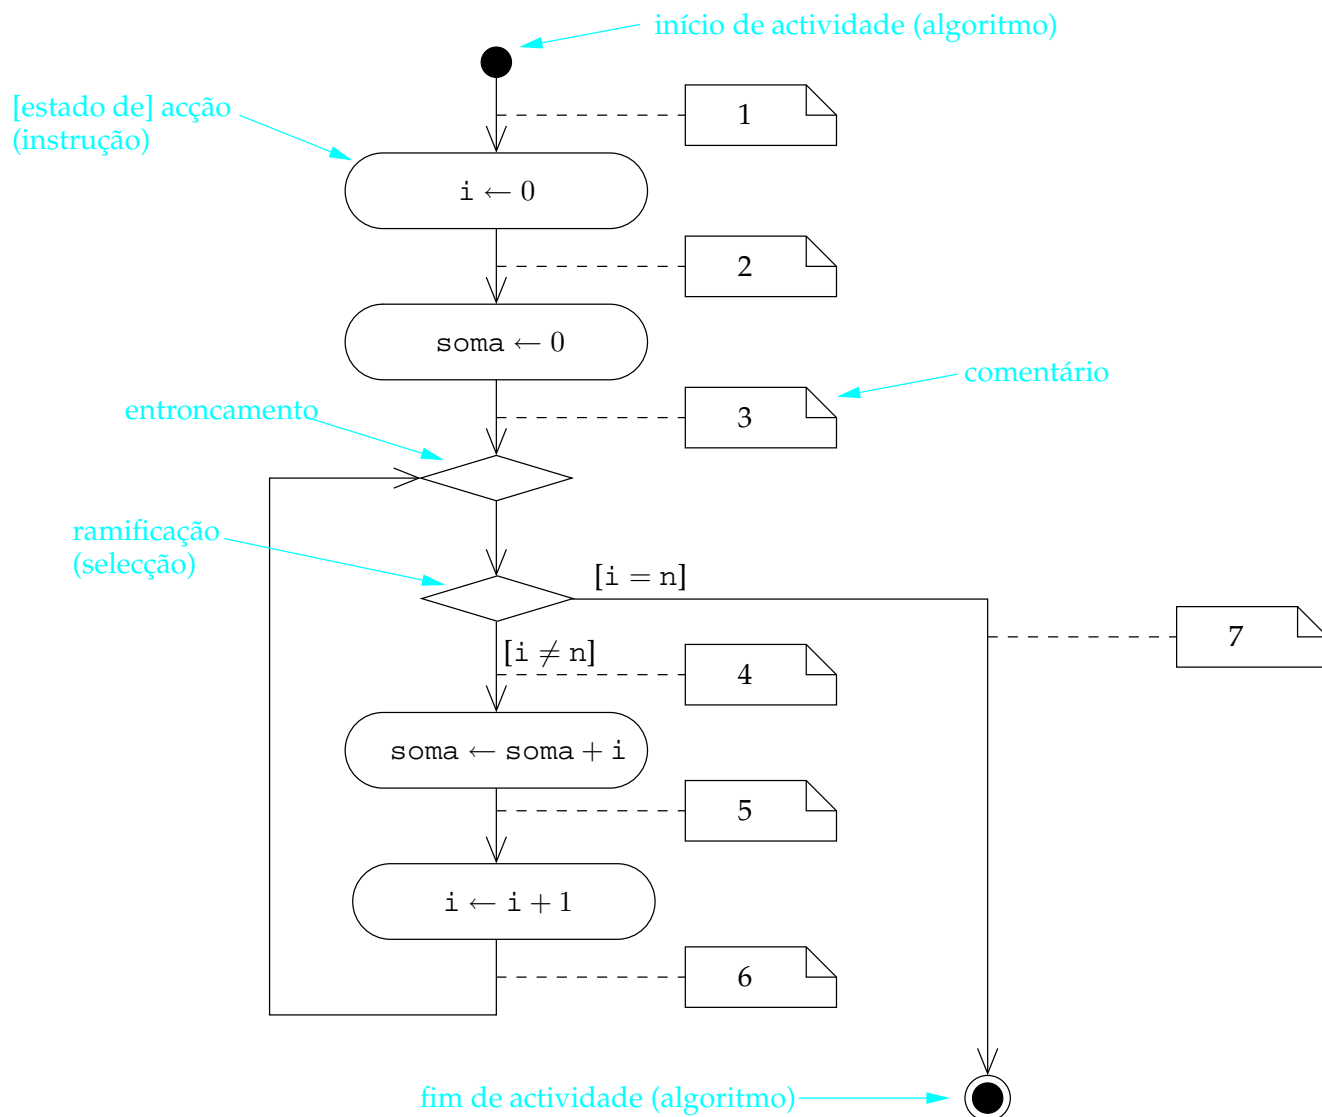 início de actividade (algoritmo)
[estado de] acção
(instrução)
1
i ← 0
2
soma ← 0
comentário
entroncamento
3
ramificação
(selecção)
[i = n]
7
[i ≠ n]
4
soma ← soma + i
5
i ← i + 1
6
fim de actividade (algoritmo)